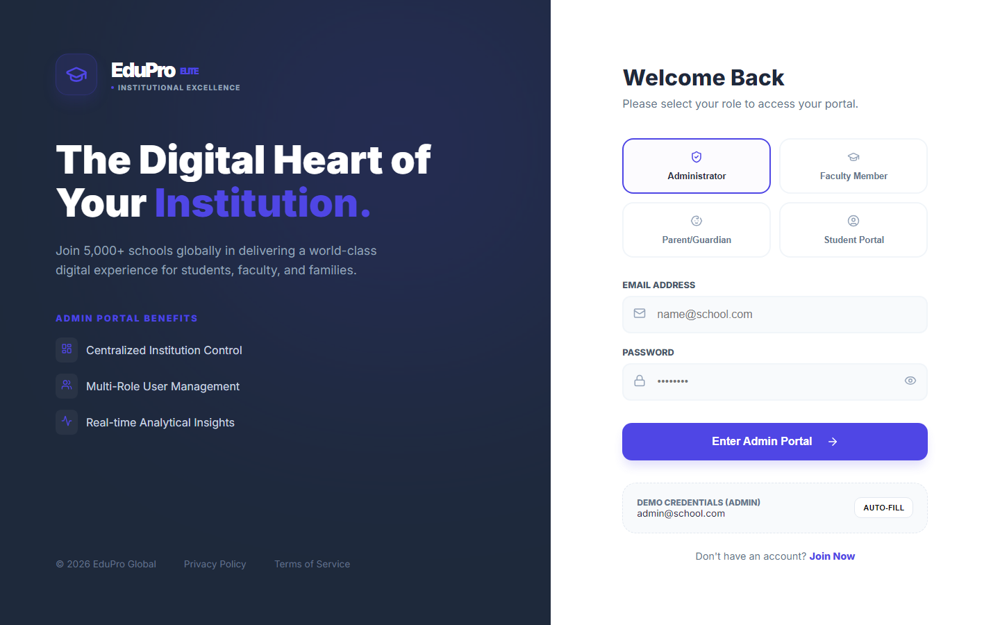 EduPro ELITE
• INSTITUTIONAL EXCELLENCE
The Digital Heart of
Your Institution.
Join 5,000+ schools globally in delivering a world-class
digital experience for students, faculty, and families.
ADMIN PORTAL BENEFITS
Centralized Institution Control
Multi-Role User Management
Real-time Analytical Insights
© 2026 EduPro Global Privacy Policy Terms of Service
Welcome Back
Please select your role to access your portal.
Administrator
Faculty Member
Parent/Guardian
Student Portal
EMAIL ADDRESS
name@school.com
PASSWORD
••••••••
Enter Admin Portal →
DEMO CREDENTIALS (ADMIN)
admin@school.com
AUTO-FILL
Don't have an account? Join Now